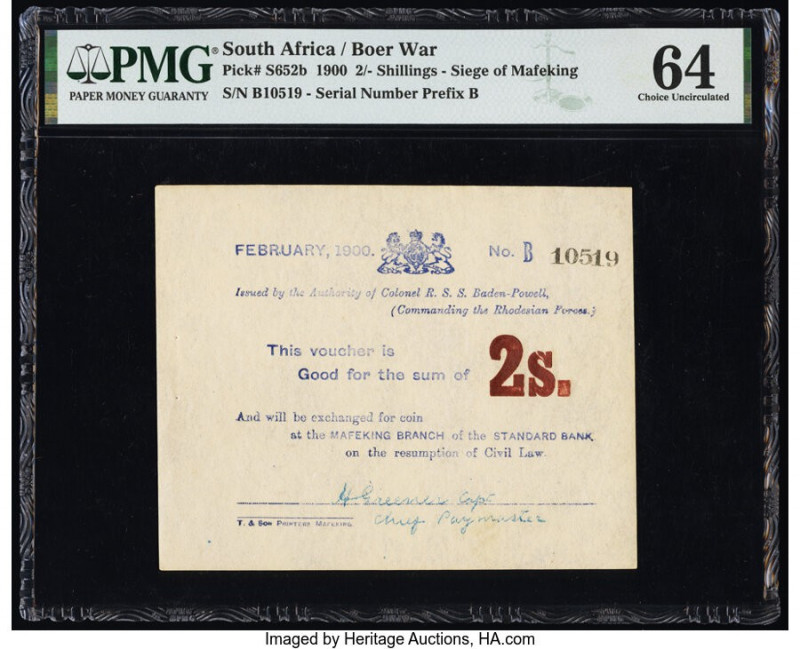 PMG® South Africa / Boer War
PAPER MONEY GUARANTY
Pick# S652b 1900 2/- Shillings - Siege of Mafeking
S/N B10519 - Serial Number Prefix B
64
Choice Uncirculated
FEBRUARY, 1900. No. B 10519
Issued by the Authority of Colonel R. S. S. Baden-Powell,
(Commanding the Rhodesian Forces.)
This voucher is
Good for the sum of 2s.
And will be exchanged for coin
at the MAFEKING BRANCH of the STANDARD BANK
on the resumption of Civil Law.
H Greener Capt
Chief Paymaster
T. & SON PRINTERS MAFEKING
Imaged by Heritage Auctions, HA.com